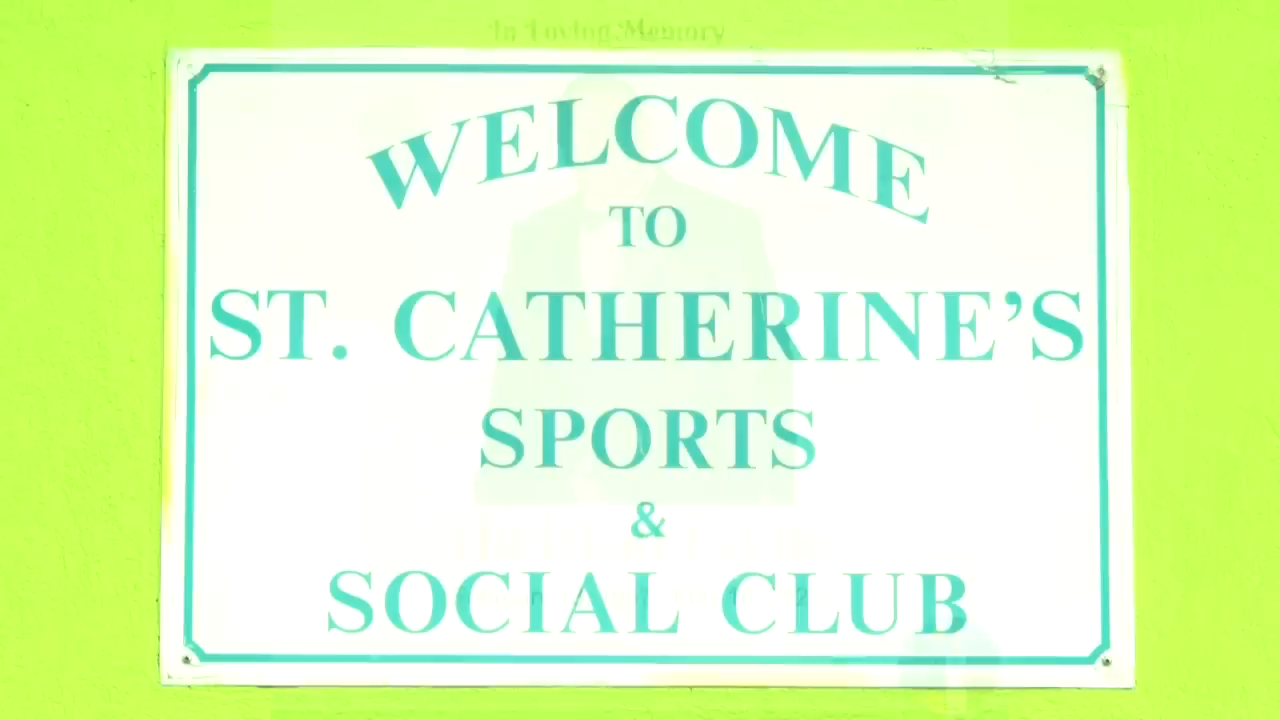 In Loving Memory
WELCOME
TO
ST. CATHERINE'S
SPORTS
&
SOCIAL CLUB